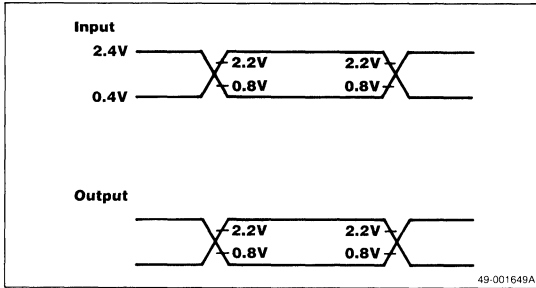 Input
2.4V
2.2V 2.2V
0.8V 0.8V
0.4V
Output
2.2V 2.2V
0.8V 0.8V
49-001649A